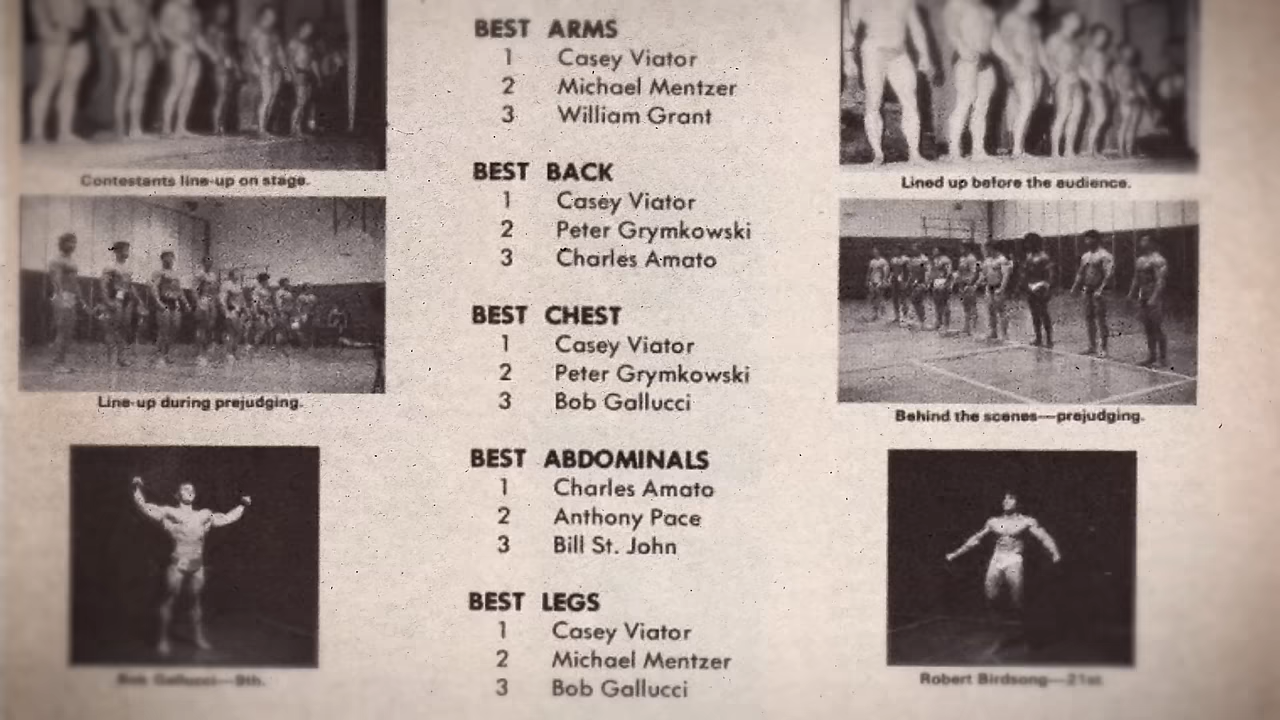 Contestants line-up on stage.
Line-up during prejudging.
Bob Gallucci—9th.
BEST ARMS
1 Casey Viator
2 Michael Mentzer
3 William Grant
BEST BACK
1 Casey Viator
2 Peter Grymkowski
3 Charles Amato
BEST CHEST
1 Casey Viator
2 Peter Grymkowski
3 Bob Gallucci
BEST ABDOMINALS
1 Charles Amato
2 Anthony Pace
3 Bill St. John
BEST LEGS
1 Casey Viator
2 Michael Mentzer
3 Bob Gallucci
Lined up before the audience.
Behind the scenes—prejudging.
Robert Birdsong—21st